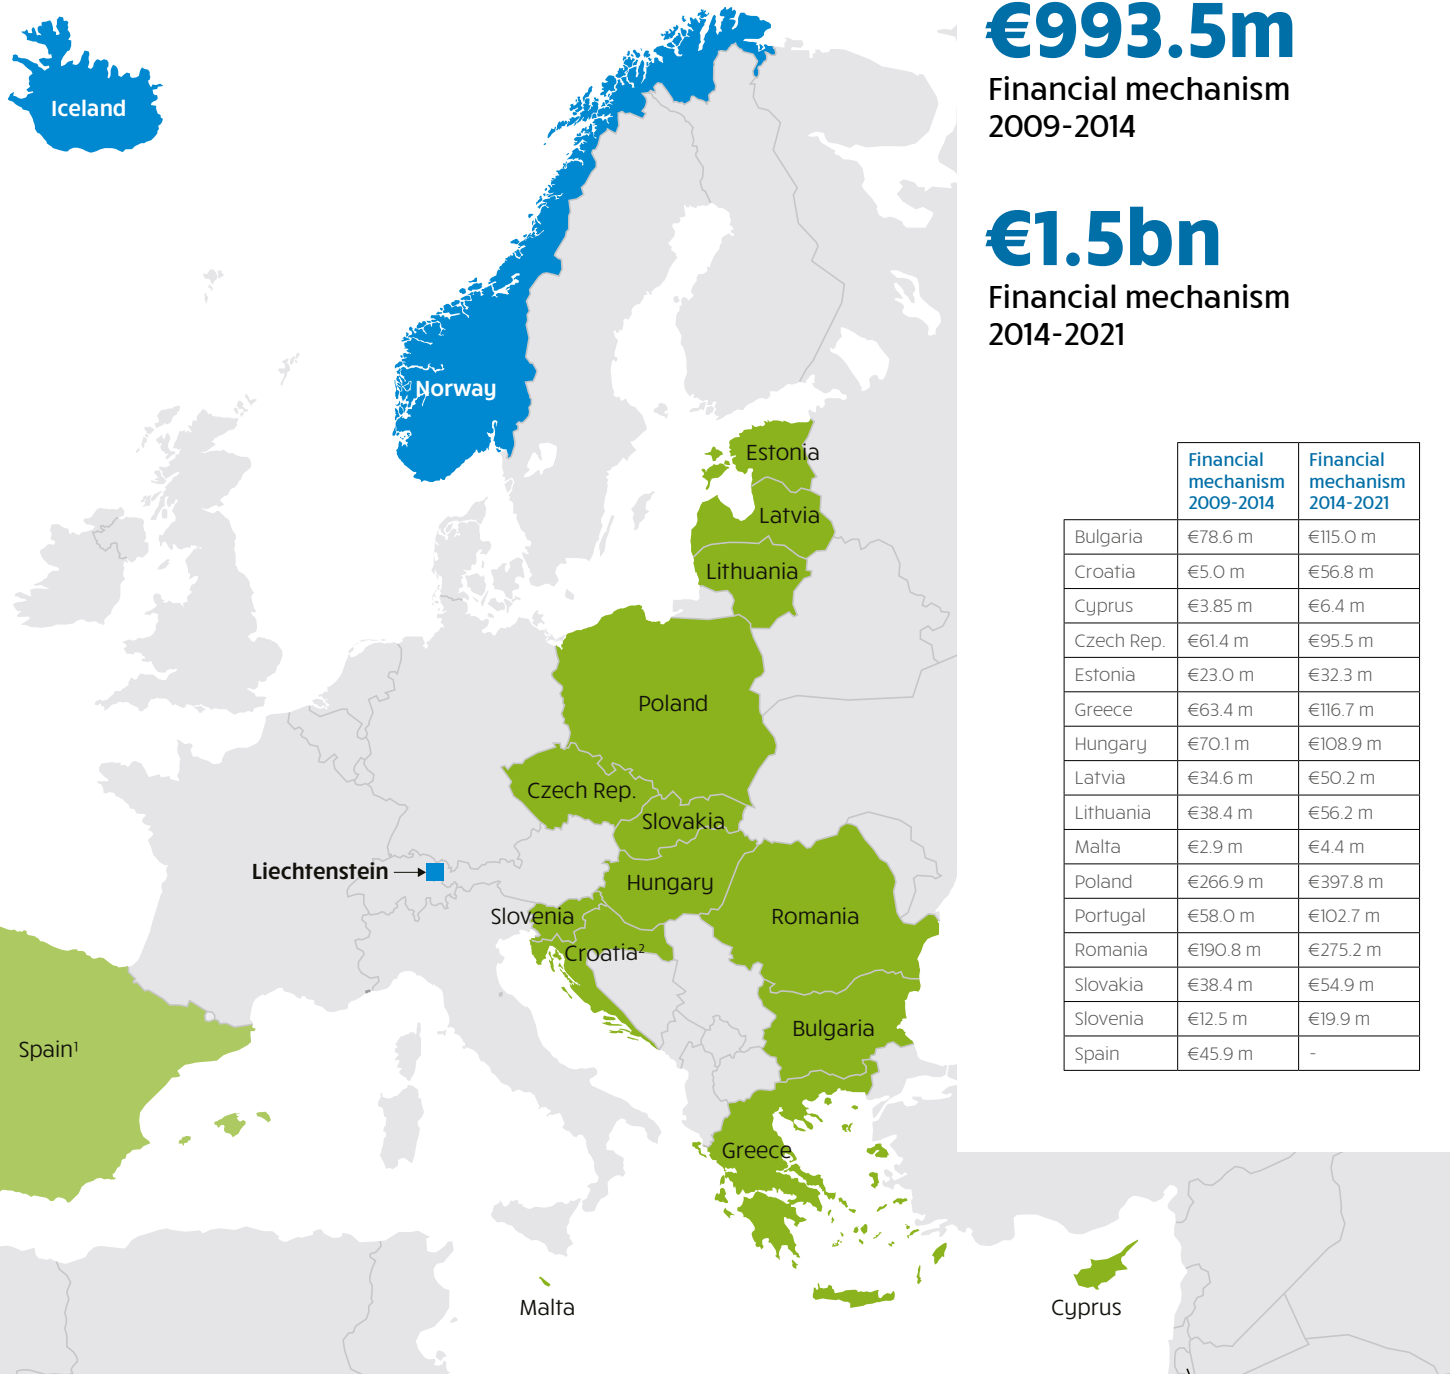 €993.5m
Financial mechanism
2009-2014
€1.5bn
Financial mechanism
2014-2021
Iceland
Norway
Estonia
Latvia
Lithuania
Poland
Czech Rep.
Slovakia
Liechtenstein
Hungary
Slovenia
Romania
Croatia²
Bulgaria
Spain¹
Greece
Malta
Cyprus
Financial mechanism 2009-2014 Financial mechanism 2014-2021
Bulgaria €78.6 m €115.0 m
Croatia €5.0 m €56.8 m
Cyprus €3.85 m €6.4 m
Czech Rep. €61.4 m €95.5 m
Estonia €23.0 m €32.3 m
Greece €63.4 m €116.7 m
Hungary €70.1 m €108.9 m
Latvia €34.6 m €50.2 m
Lithuania €38.4 m €56.2 m
Malta €2.9 m €4.4 m
Poland €266.9 m €397.8 m
Portugal €58.0 m €102.7 m
Romania €190.8 m €275.2 m
Slovakia €38.4 m €54.9 m
Slovenia €12.5 m €19.9 m
Spain €45.9 m -